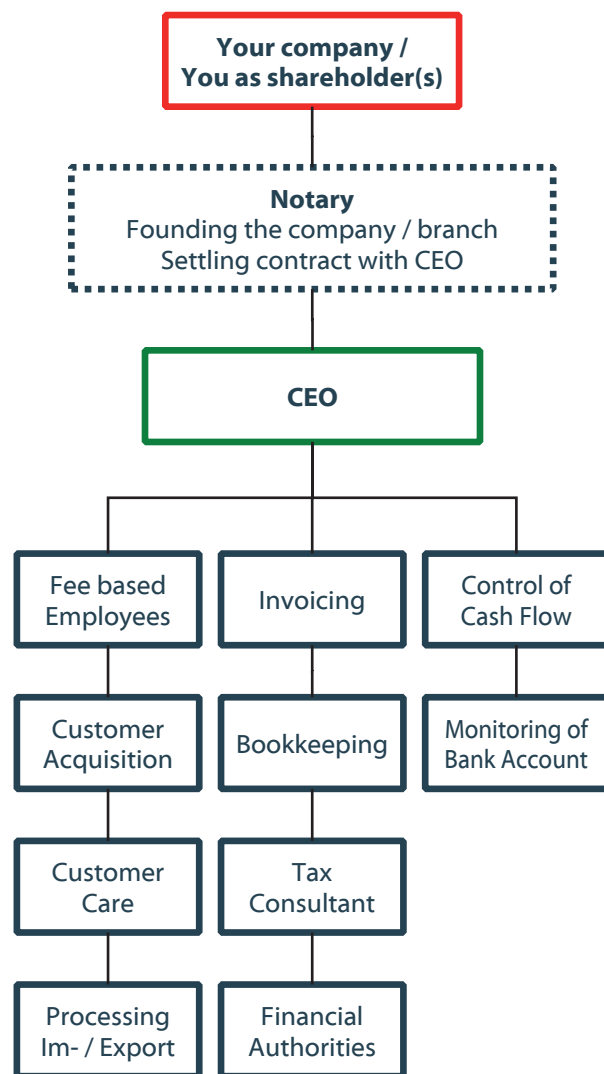 Your company /
You as shareholder(s)
Notary
Founding the company / branch
Settling contract with CEO
CEO
Fee based
Employees
Invoicing
Control of
Cash Flow
Customer
Acquisition
Bookkeeping
Monitoring of
Bank Account
Customer
Care
Tax
Consultant
Processing
Im- / Export
Financial
Authorities